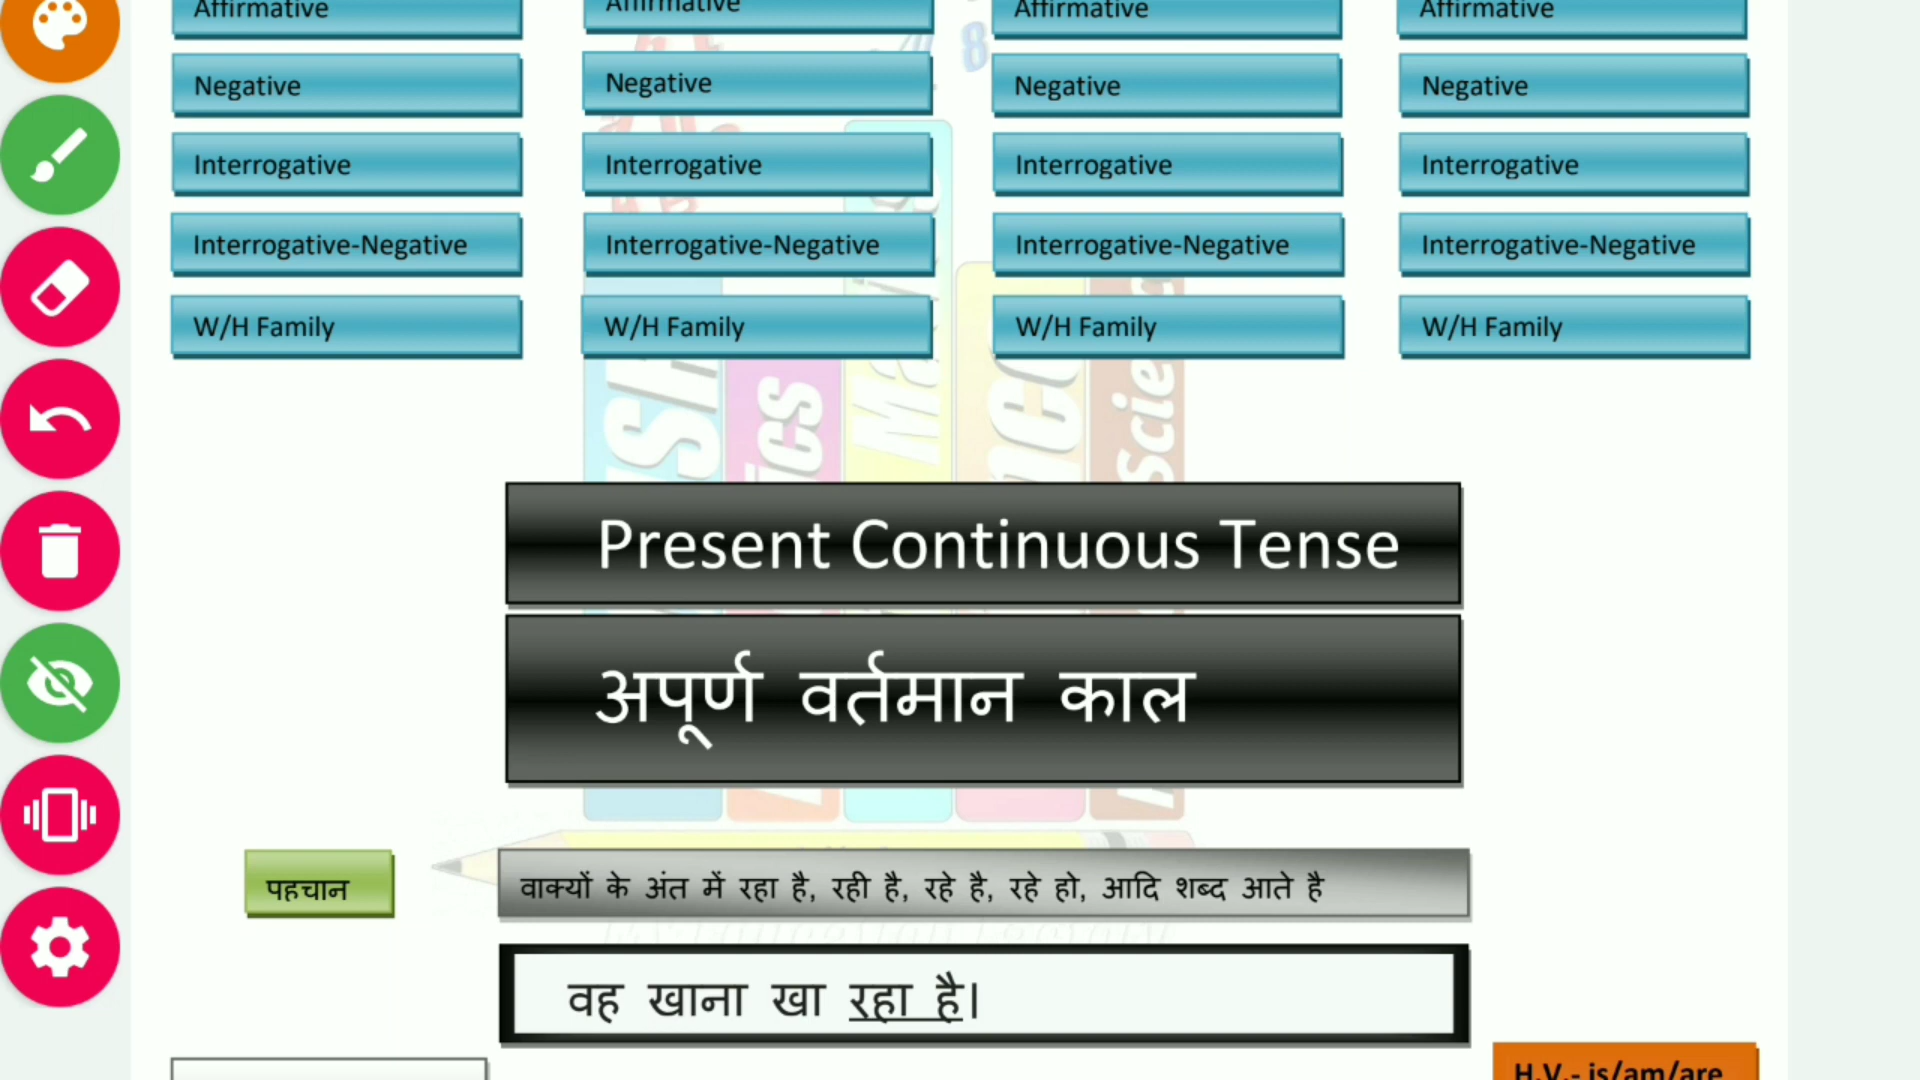 Affirmative Affirmative Affirmative Affirmative
Negative Negative Negative Negative
Interrogative Interrogative Interrogative Interrogative
Interrogative-Negative Interrogative-Negative Interrogative-Negative Interrogative-Negative
W/H Family W/H Family W/H Family W/H Family
Present Continuous Tense
अपूर्ण वर्तमान काल
पहचान
वाक्यों के अंत में रहा है, रही है, रहे है, रहे हो, आदि शब्द आते है
वह खाना खा रहा है।
H.V.- is/am/are